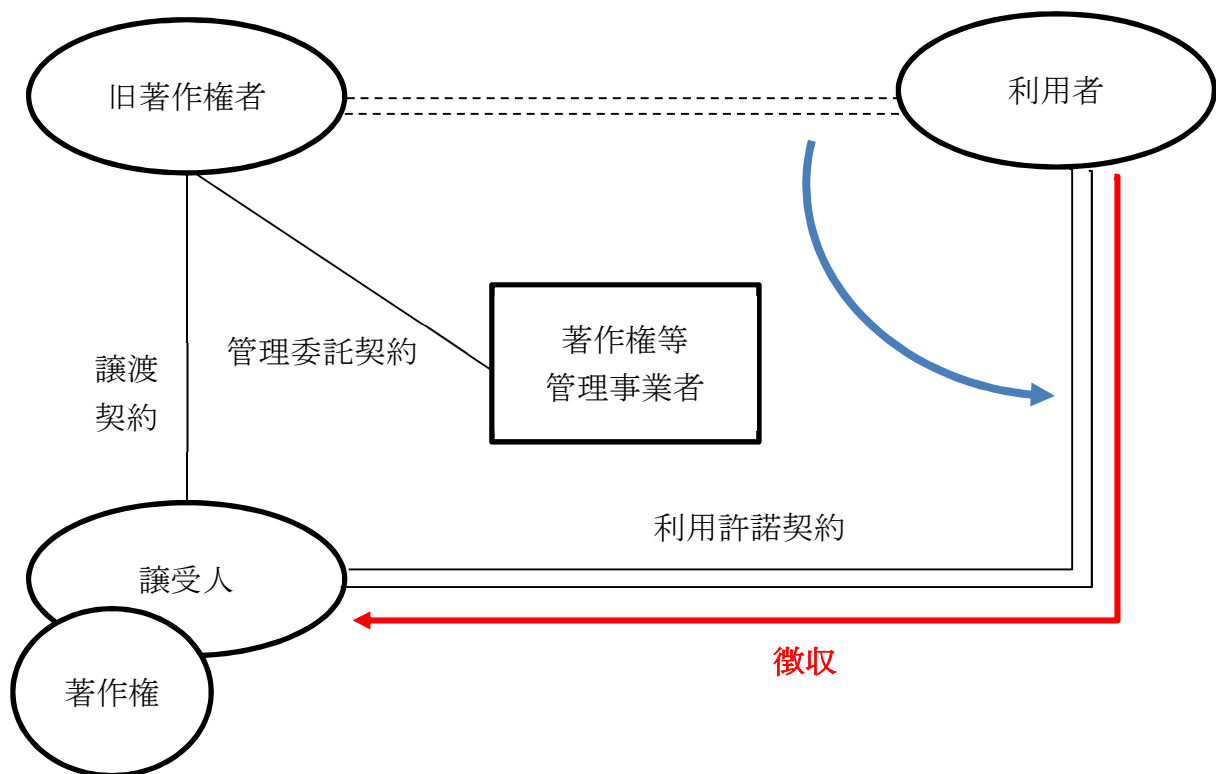 旧著作権者
利用者
管理委託契約
著作権等
管理事業者
譲渡
契約
利用許諾契約
譲受人
徴収
著作権